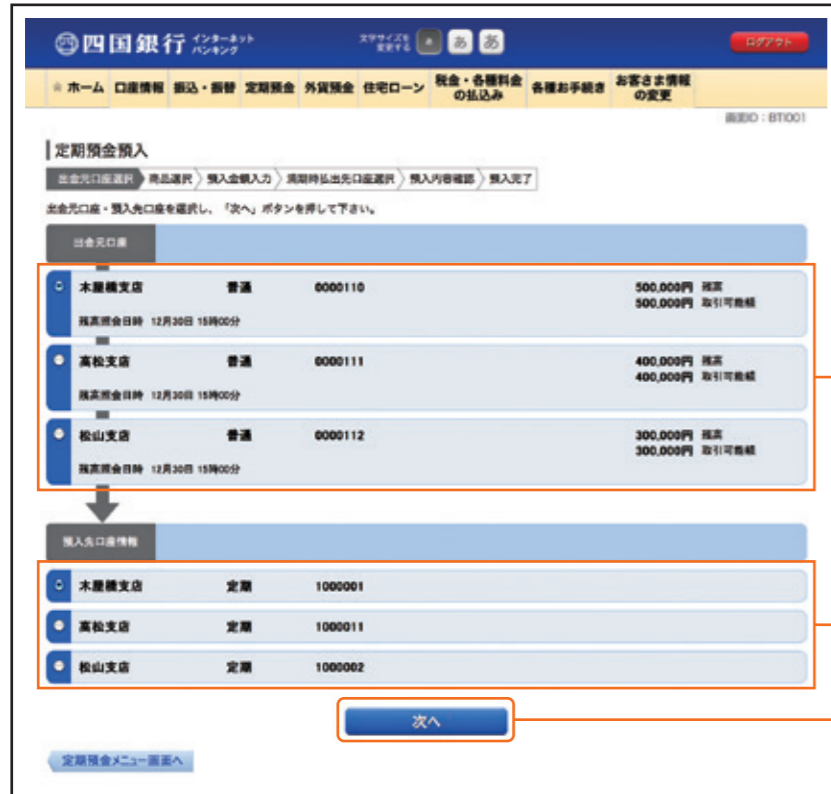 四国銀行 インターネットバンキング 文字サイズを変更する あ あ あ ログアウト
ホーム 口座情報 振込・振替 定期預金 外貨預金 住宅ローン 税金・各種料金の払込み 各種お手続き お客さま情報の変更
画面ID：BTI001
定期預金預入
出金元口座選択 商品選択 預入金額入力 満期時払出先口座選択 預入内容確認 預入完了
出金元口座・預入先口座を選択し、「次へ」ボタンを押して下さい。
出金元口座
木屋橋支店 普通 0000110 500,000円 残高
500,000円 取引可能額
残高照会日時 12月30日 15時00分
高松支店 普通 0000111 400,000円 残高
400,000円 取引可能額
残高照会日時 12月30日 15時00分
松山支店 普通 0000112 300,000円 残高
300,000円 取引可能額
残高照会日時 12月30日 15時00分
預入先口座情報
木屋橋支店 定期 1000001
高松支店 定期 1000011
松山支店 定期 1000002
次へ
定期預金メニュー画面へ